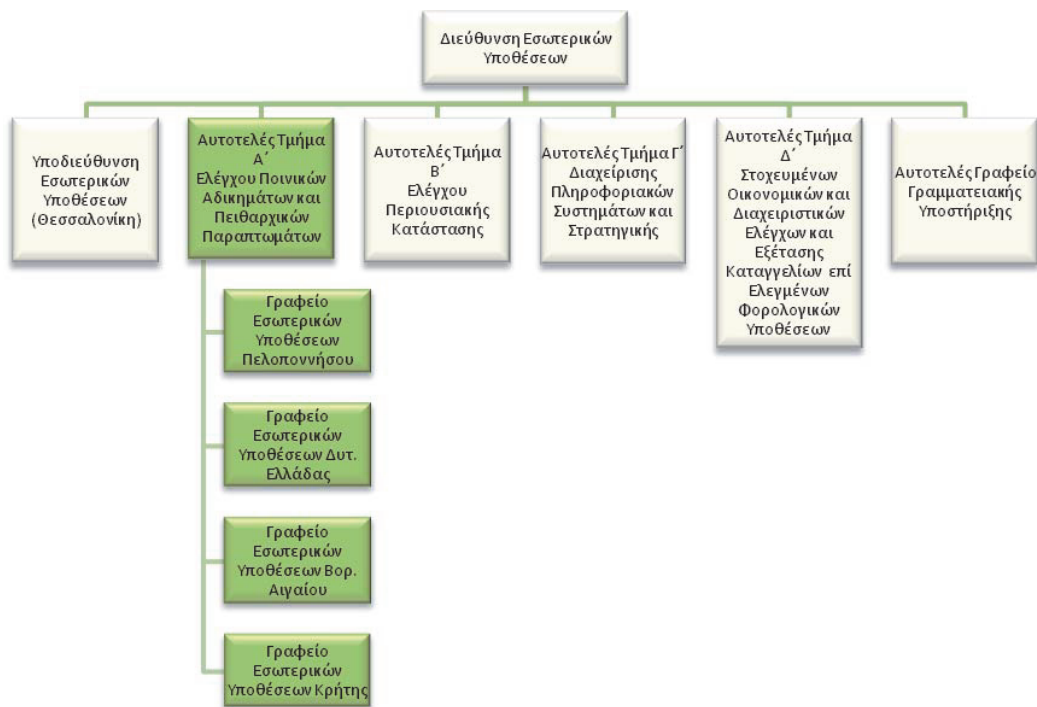 Διεύθυνση Εσωτερικών
Υποθέσεων
Υποδιεύθυνση
Εσωτερικών
Υποθέσεων
(Θεσσαλονίκη)
Αυτοτελές Τμήμα
Α΄
Ελέγχου Ποινικών
Αδικημάτων και
Πειθαρχικών
Παραπτωμάτων
Αυτοτελές Τμήμα
Β΄
Ελέγχου
Περιουσιακής
Κατάστασης
Αυτοτελές Τμήμα Γ΄
Διαχείρισης
Πληροφοριακών
Συστημάτων και
Στρατηγικής
Αυτοτελές Τμήμα
Δ΄
Στοχευμένων
Οικονομικών και
Διαχειριστικών
Ελέγχων και
Εξέτασης
Καταγγελίων επί
Ελεγμένων
Φορολογικών
Υποθέσεων
Αυτοτελές Γραφείο
Γραμματειακής
Υποστήριξης
Γραφείο
Εσωτερικών
Υποθέσεων
Πελοποννήσου
Γραφείο
Εσωτερικών
Υποθέσεων Δυτ.
Ελλάδας
Γραφείο
Εσωτερικών
Υποθέσεων Βορ.
Αιγαίου
Γραφείο
Εσωτερικών
Υποθέσεων Κρήτης